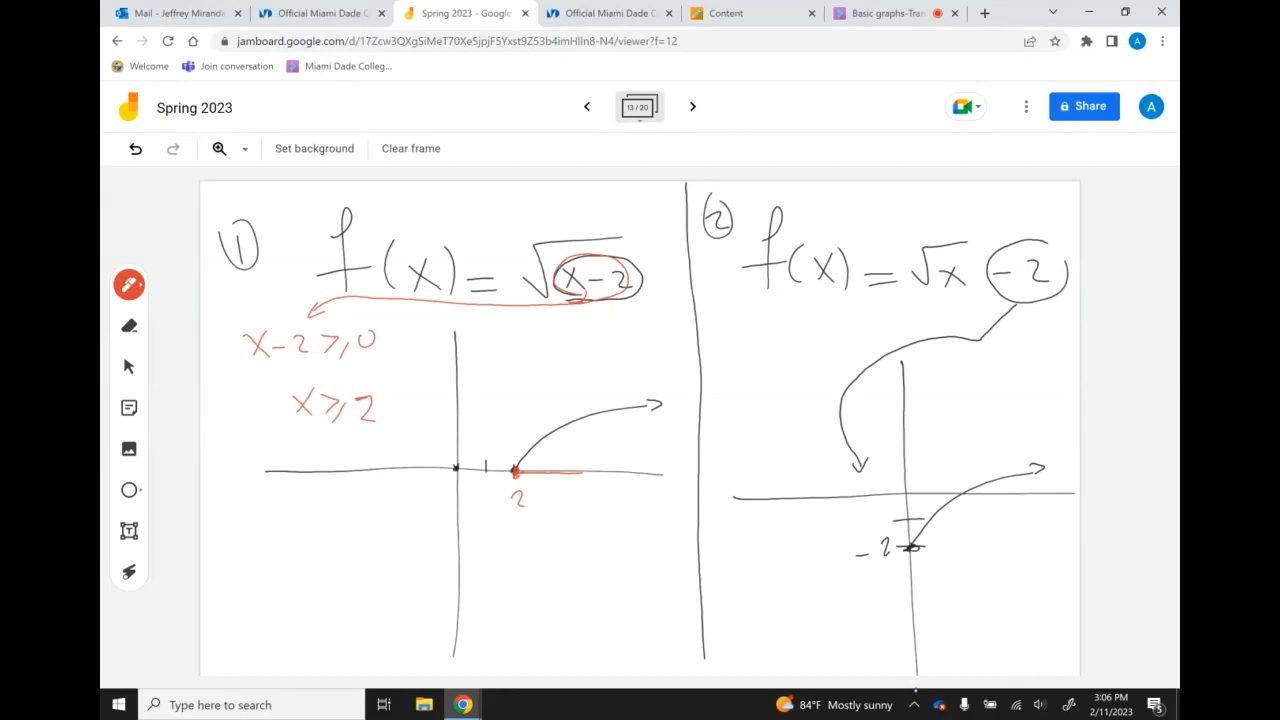 Mail - Jeffrey Miranda
Official Miami Dade C
Spring 2023 - Google
Official Miami Dade C
Content
Basic graphs-Tran
jamboard.google.com/d/17Zcw3QXgSiMeT70Xe5jpjF5Yxst9Z53b4imHlln8-N4/viewer?f=12
A
Welcome
Join conversation
Miami Dade Colleg...
Spring 2023
13 / 20
Share
A
Set background
Clear frame
① f(x) = √x-2
x-2 ≥ 0
x ≥ 2
2
② f(x) = √x -2
-2
Type here to search
84°F Mostly sunny
3:06 PM
2/11/2023
5